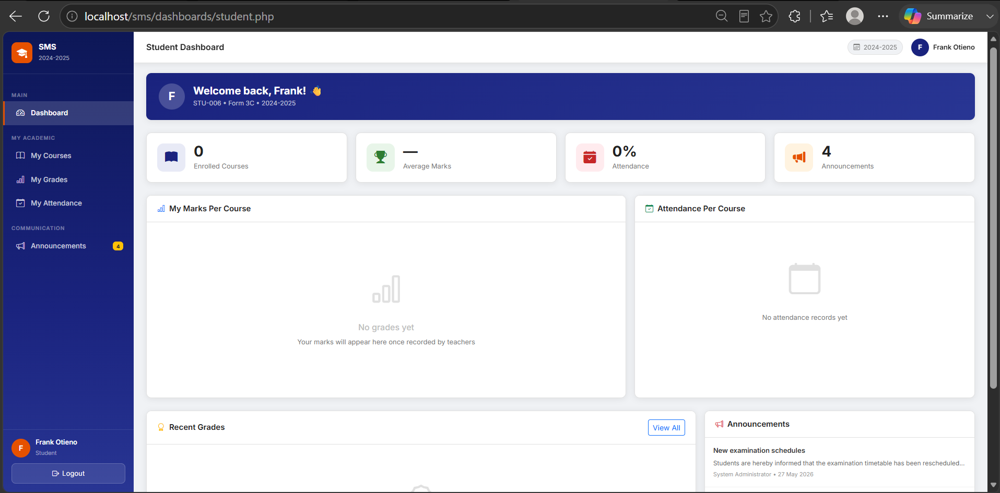 localhost/sms/dashboards/student.php
Summarize
SMS
2024-2025
MAIN
Dashboard
MY ACADEMIC
My Courses
My Grades
My Attendance
COMMUNICATION
Announcements
4
Frank Otieno
F
Student
Logout
Student Dashboard
2024-2025
F
Frank Otieno
F
Welcome back, Frank! 👋
STU-006 • Form 3C • 2024-2025
0
Enrolled Courses
—
Average Marks
0%
Attendance
4
Announcements
My Marks Per Course
No grades yet
Your marks will appear here once recorded by teachers
Attendance Per Course
No attendance records yet
Recent Grades
View All
Announcements
New examination schedules
Students are hereby informed that the examination timetable has been rescheduled...
System Administrator • 27 May 2026